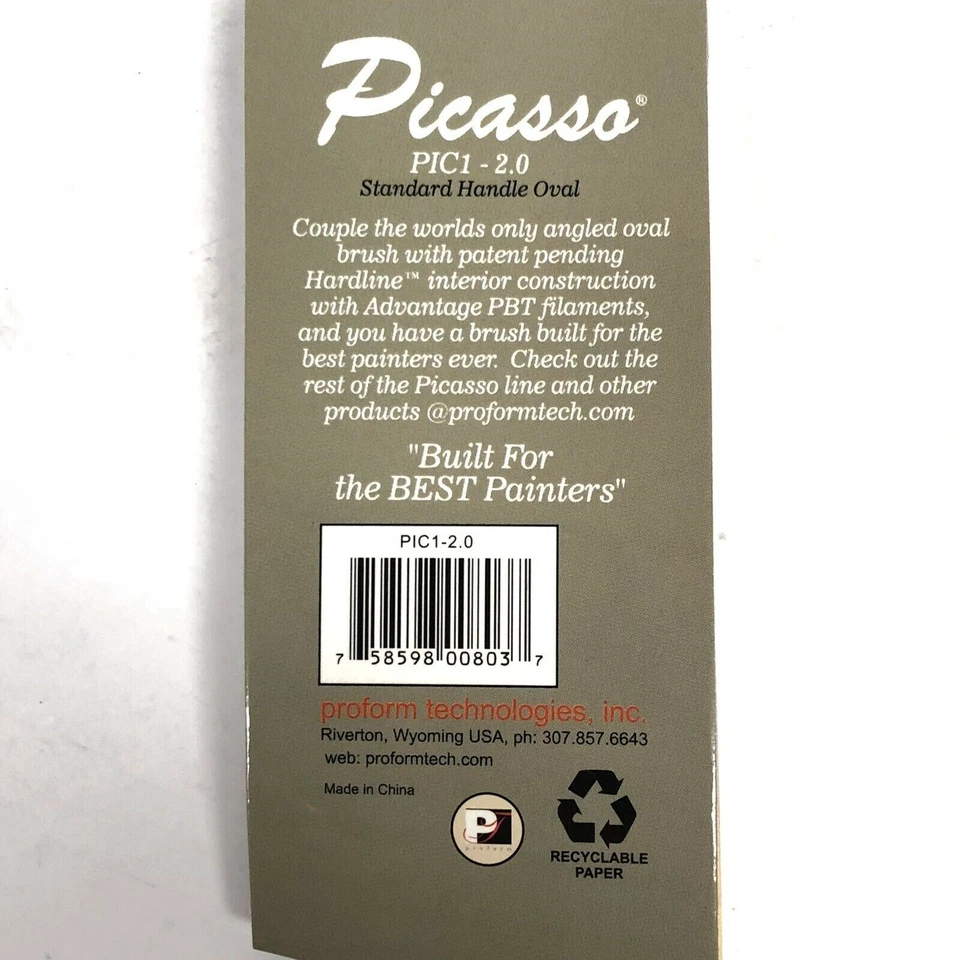 Picasso®
PIC1 - 2.0
Standard Handle Oval
Couple the worlds only angled oval
brush with patent pending
Hardline™ interior construction
with Advantage PBT filaments,
and you have a brush built for the
best painters ever. Check out the
rest of the Picasso line and other
products @proformtech.com
"Built For
the BEST Painters"
PIC1-2.0
7 58598 00803 7
proform technologies, inc.
Riverton, Wyoming USA, ph: 307.857.6643
web: proformtech.com
Made in China
P
proform
RECYCLABLE
PAPER